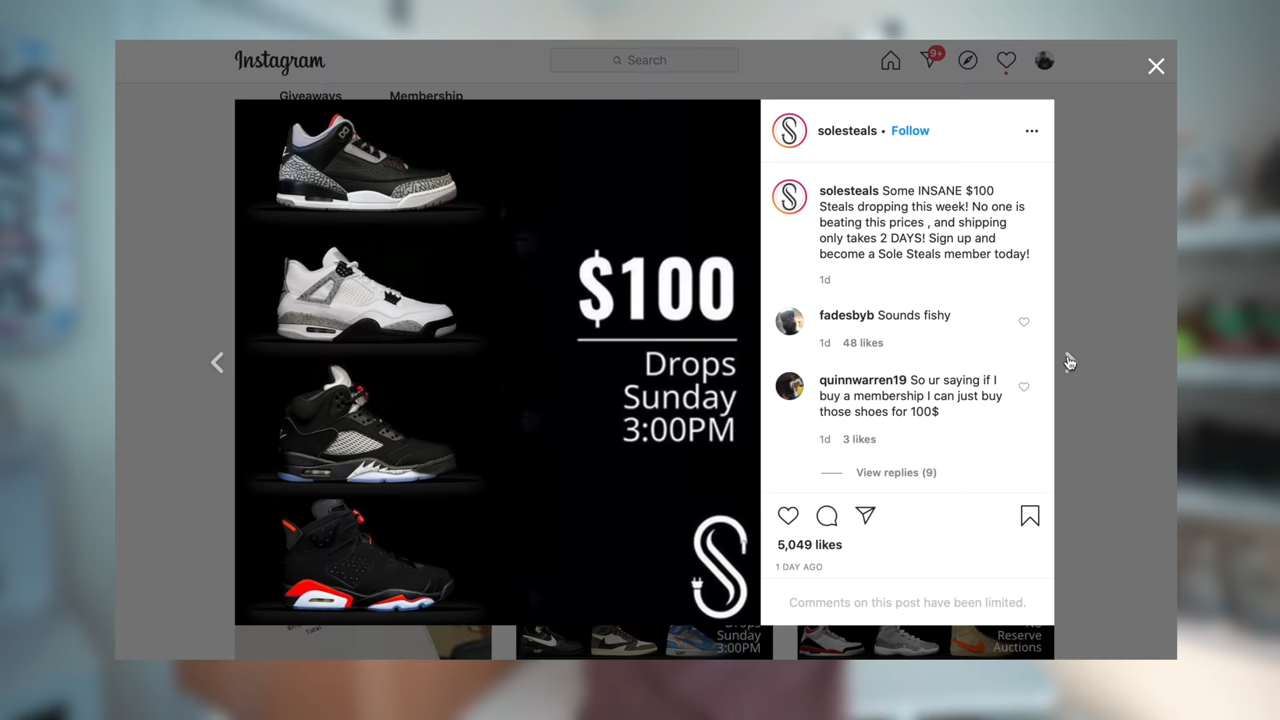 Instagram
Search
9+
Giveaways
Membership
$100
Drops
Sunday
3:00PM
S
solesteals • Follow
solesteals Some INSANE $100
Steals dropping this week! No one is
beating this prices , and shipping
only takes 2 DAYS! Sign up and
become a Sole Steals member today!
1d
fadesbyb Sounds fishy
1d 48 likes
quinnwarren19 So ur saying if I
buy a membership I can just buy
those shoes for 100$
1d 3 likes
View replies (9)
5,049 likes
1 DAY AGO
Comments on this post have been limited.
Total
Drops
Sunday
3:00PM
No
Reserve
Auctions